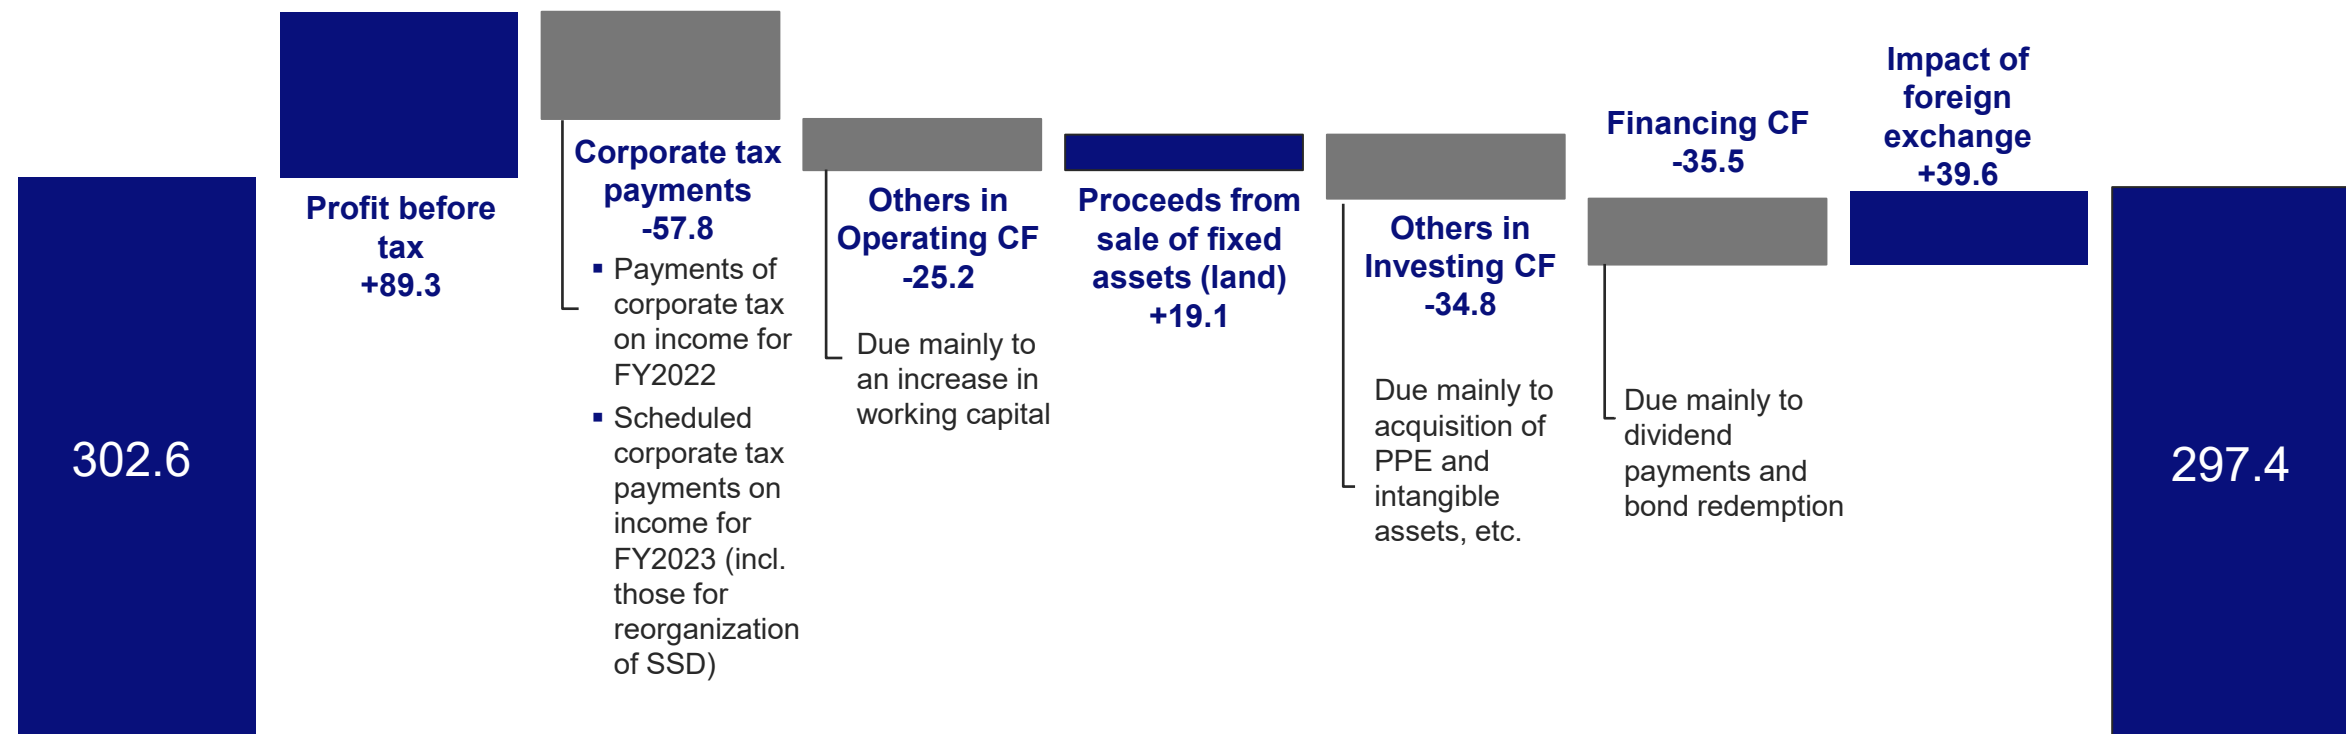 302.6
Profit before
tax
+89.3
Corporate tax
payments
-57.8
▪ Payments of
corporate tax
on income for
FY2022
▪ Scheduled
corporate tax
payments on
income for
FY2023 (incl.
those for
reorganization
of SSD)
Others in
Operating CF
-25.2
Due mainly to
an increase in
working capital
Proceeds from
sale of fixed
assets (land)
+19.1
Others in
Investing CF
-34.8
Due mainly to
acquisition of
PPE and
intangible
assets, etc.
Financing CF
-35.5
Due mainly to
dividend
payments and
bond redemption
Impact of
foreign
exchange
+39.6
297.4